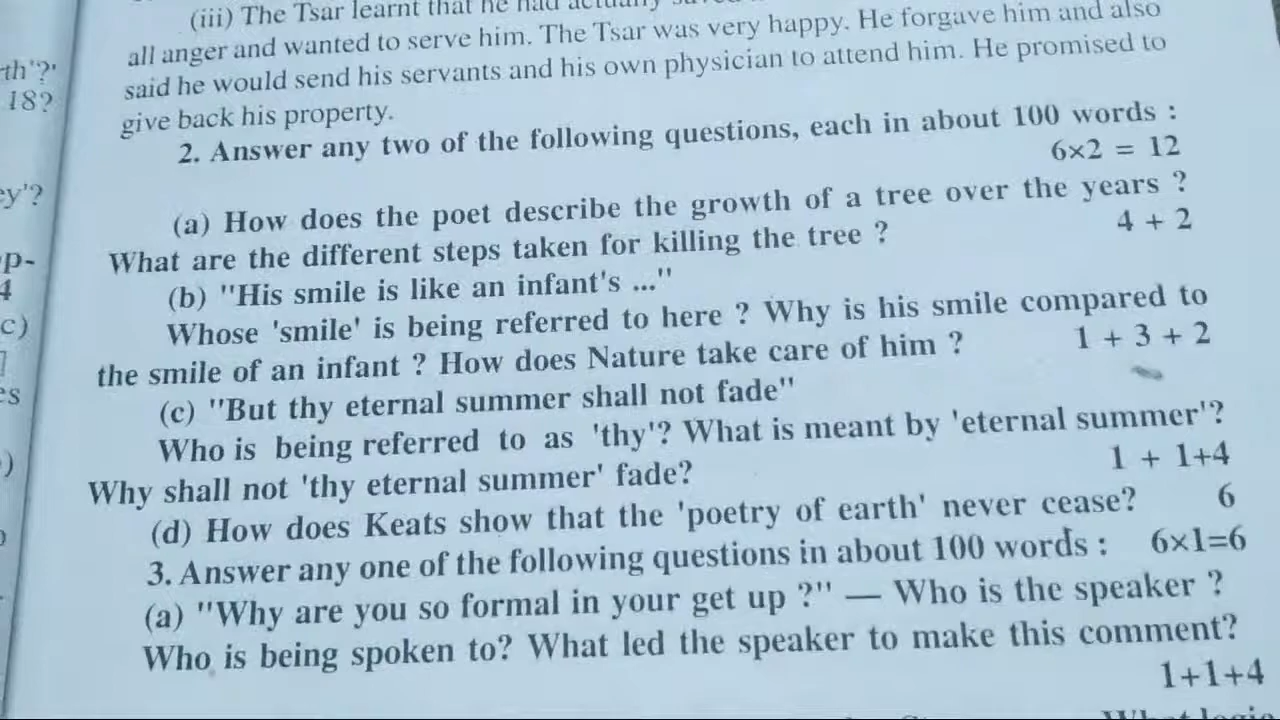 th'?'
18?
ey'?
p-
4
c)
es
)
(iii) The Tsar learnt that he had actually
all anger and wanted to serve him. The Tsar was very happy. He forgave him and also
said he would send his servants and his own physician to attend him. He promised to
give back his property.
2. Answer any two of the following questions, each in about 100 words :
6×2 = 12
(a) How does the poet describe the growth of a tree over the years ?
What are the different steps taken for killing the tree ? 4 + 2
(b) "His smile is like an infant's ..."
Whose 'smile' is being referred to here ? Why is his smile compared to
the smile of an infant ? How does Nature take care of him ? 1 + 3 + 2
(c) "But thy eternal summer shall not fade"
Who is being referred to as 'thy'? What is meant by 'eternal summer'?
Why shall not 'thy eternal summer' fade? 1 + 1+4
(d) How does Keats show that the 'poetry of earth' never cease? 6
3. Answer any one of the following questions in about 100 words : 6×1=6
(a) "Why are you so formal in your get up ?" — Who is the speaker ?
Who is being spoken to? What led the speaker to make this comment?
1+1+4